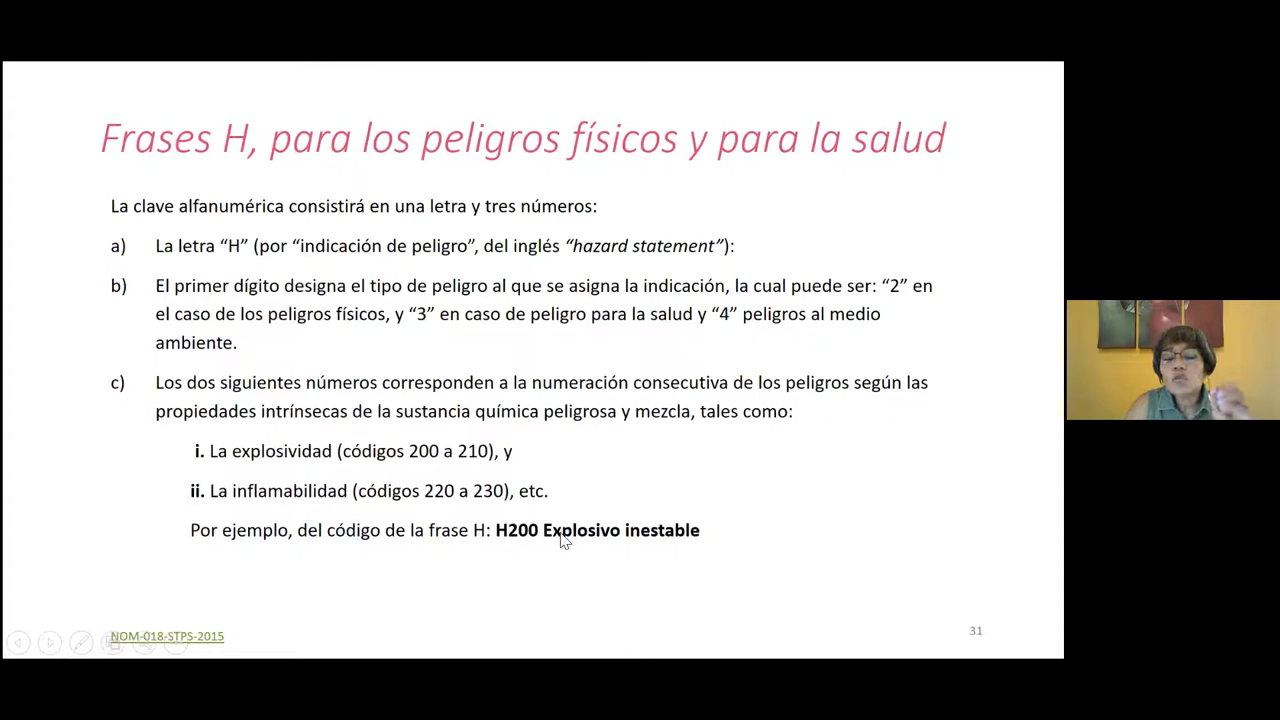 Frases H, para los peligros físicos y para la salud
La clave alfanumérica consistirá en una letra y tres números:
a) La letra “H” (por “indicación de peligro”, del inglés “hazard statement”):
b) El primer dígito designa el tipo de peligro al que se asigna la indicación, la cual puede ser: “2” en
el caso de los peligros físicos, y “3” en caso de peligro para la salud y “4” peligros al medio
ambiente.
c) Los dos siguientes números corresponden a la numeración consecutiva de los peligros según las
propiedades intrínsecas de la sustancia química peligrosa y mezcla, tales como:
i. La explosividad (códigos 200 a 210), y
ii. La inflamabilidad (códigos 220 a 230), etc.
Por ejemplo, del código de la frase H: H200 Explosivo inestable
NOM-018-STPS-2015
31